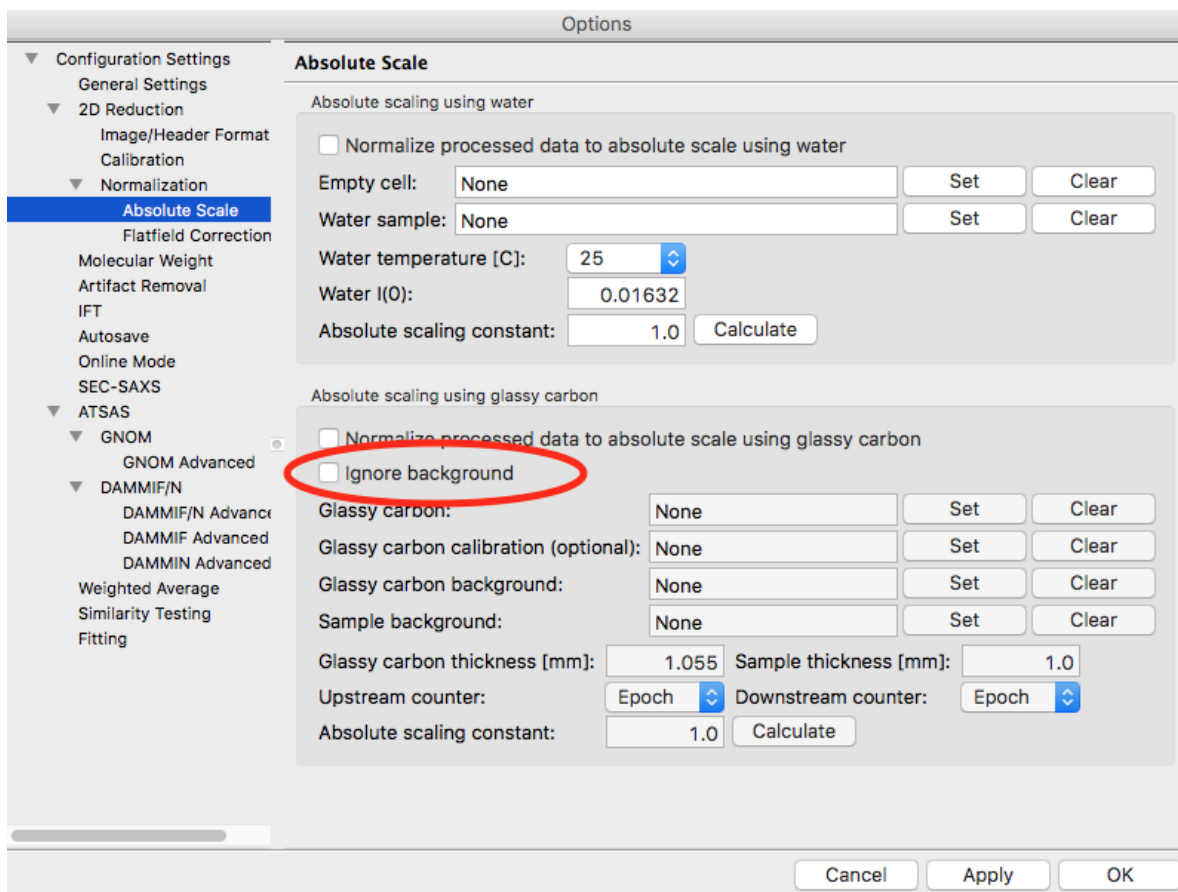 Options
Configuration Settings
General Settings
2D Reduction
Image/Header Format
Calibration
Normalization
Absolute Scale
Flatfield Correction
Molecular Weight
Artifact Removal
IFT
Autosave
Online Mode
SEC-SAXS
ATSAS
GNOM
GNOM Advanced
DAMMIF/N
DAMMIF/N Advance
DAMMIF Advanced
DAMMIN Advanced
Weighted Average
Similarity Testing
Fitting
Absolute Scale
Absolute scaling using water
Normalize processed data to absolute scale using water
Empty cell: None Set Clear
Water sample: None Set Clear
Water temperature [C]: 25
Water I(0): 0.01632
Absolute scaling constant: 1.0 Calculate
Absolute scaling using glassy carbon
Normalize processed data to absolute scale using glassy carbon
Ignore background
Glassy carbon: None Set Clear
Glassy carbon calibration (optional): None Set Clear
Glassy carbon background: None Set Clear
Sample background: None Set Clear
Glassy carbon thickness [mm]: 1.055 Sample thickness [mm]: 1.0
Upstream counter: Epoch Downstream counter: Epoch
Absolute scaling constant: 1.0 Calculate
Cancel Apply OK